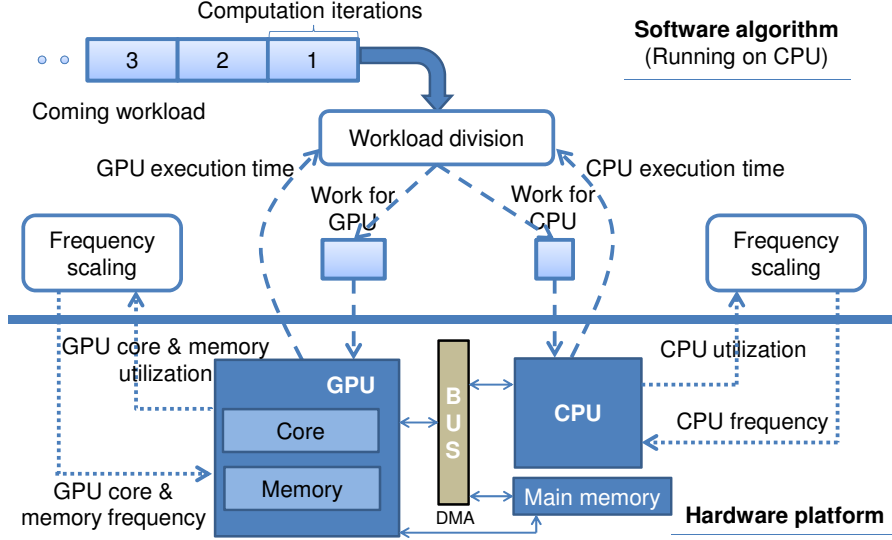 Computation iterations
Software algorithm
(Running on CPU)
3
2
1
Coming workload
Workload division
GPU execution time
CPU execution time
Work for
GPU
Work for
CPU
Frequency
scaling
Frequency
scaling
GPU core & memory
utilization
CPU utilization
GPU
BUS
CPU
Core
CPU frequency
Memory
GPU core &
memory frequency
Main memory
DMA
Hardware platform